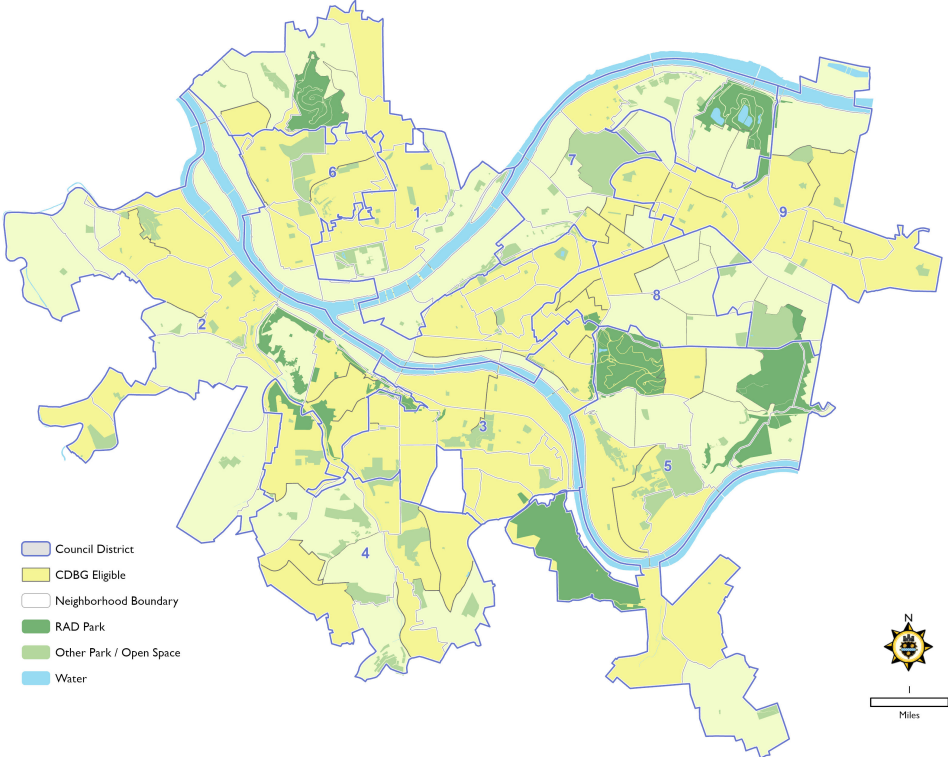 6
1
7
9
8
2
3
5
4
Council District
CDBG Eligible
Neighborhood Boundary
RAD Park
Other Park / Open Space
Water
N
1
Miles